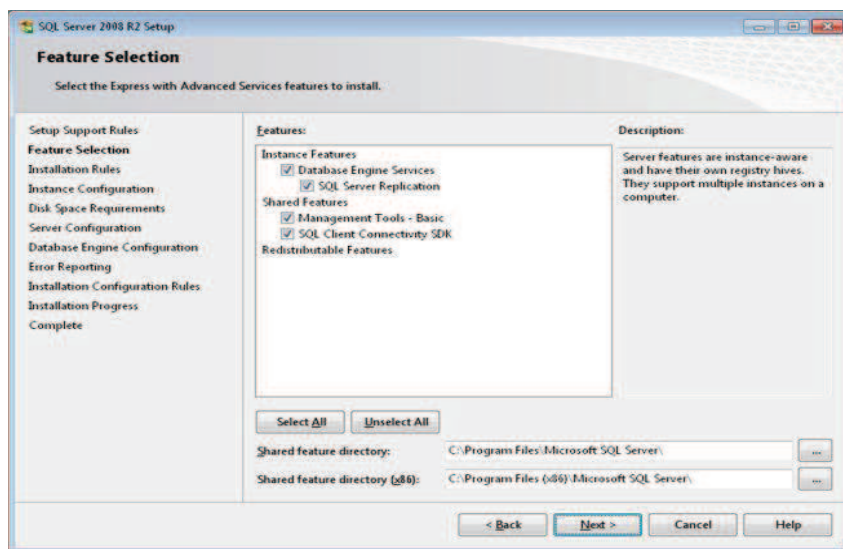 SQL Server 2008 R2 Setup
Feature Selection
Select the Express with Advanced Services features to install.
Setup Support Rules
Feature Selection
Installation Rules
Instance Configuration
Disk Space Requirements
Server Configuration
Database Engine Configuration
Error Reporting
Installation Configuration Rules
Installation Progress
Complete
Features:
Instance Features
Database Engine Services
SQL Server Replication
Shared Features
Management Tools - Basic
SQL Client Connectivity SDK
Redistributable Features
Description:
Server features are instance-aware
and have their own registry hives.
They support multiple instances on a
computer.
Select All
Unselect All
Shared feature directory:
C:\Program Files\Microsoft SQL Server\
...
Shared feature directory (x86):
C:\Program Files (x86)\Microsoft SQL Server\
...
< Back
Next >
Cancel
Help